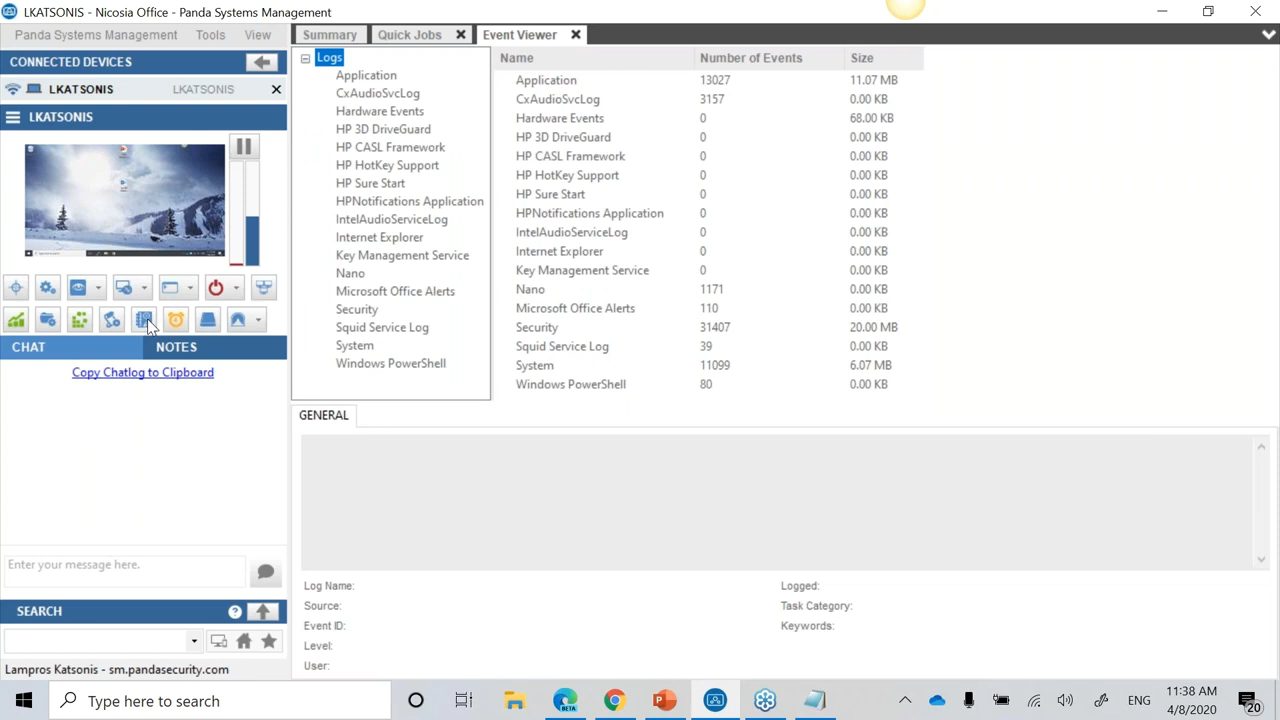 LKATSONIS - Nicosia Office - Panda Systems Management
Panda Systems Management Tools View
CONNECTED DEVICES
LKATSONIS LKATSONIS
LKATSONIS
CHAT NOTES
Copy Chatlog to Clipboard
Enter your message here.
SEARCH
Lampros Katsonis - sm.pandasecurity.com
Summary Quick Jobs Event Viewer
Logs
Application
CxAudioSvcLog
Hardware Events
HP 3D DriveGuard
HP CASL Framework
HP HotKey Support
HP Sure Start
HPNotifications Application
IntelAudioServiceLog
Internet Explorer
Key Management Service
Nano
Microsoft Office Alerts
Security
Squid Service Log
System
Windows PowerShell
Name Number of Events Size
Application 13027 11.07 MB
CxAudioSvcLog 3157 0.00 KB
Hardware Events 0 68.00 KB
HP 3D DriveGuard 0 0.00 KB
HP CASL Framework 0 0.00 KB
HP HotKey Support 0 0.00 KB
HP Sure Start 0 0.00 KB
HPNotifications Application 0 0.00 KB
IntelAudioServiceLog 0 0.00 KB
Internet Explorer 0 0.00 KB
Key Management Service 0 0.00 KB
Nano 1171 0.00 KB
Microsoft Office Alerts 110 0.00 KB
Security 31407 20.00 MB
Squid Service Log 39 0.00 KB
System 11099 6.07 MB
Windows PowerShell 80 0.00 KB
GENERAL
Log Name: Logged:
Source: Task Category:
Event ID: Keywords:
Level:
User:
Type here to search
BETA
ENG
11:38 AM
4/8/2020
20